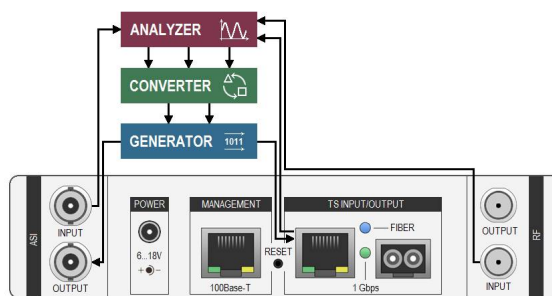 ANALYZER
CONVERTER
GENERATOR
1011
ASI
INPUT
OUTPUT
POWER
6...18V
MANAGEMENT
100Base-T
RESET
TS INPUT/OUTPUT
FIBER
1 Gbps
OUTPUT
INPUT
RF